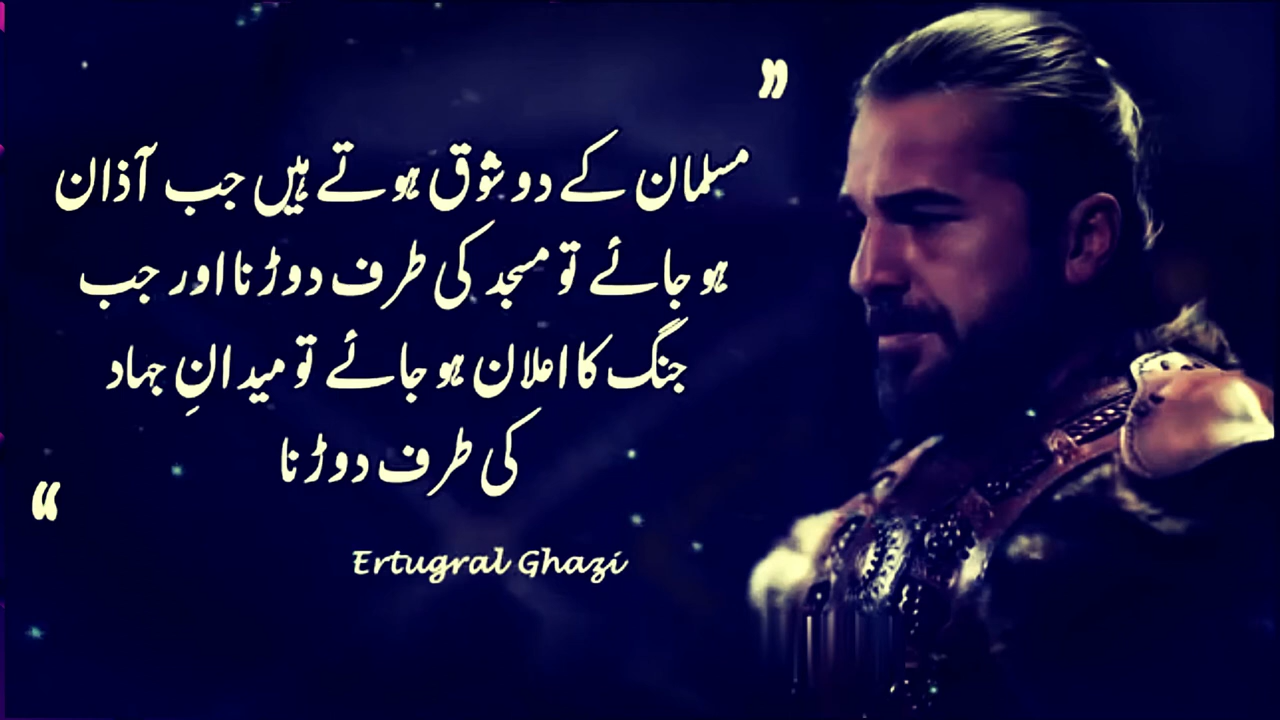 ”
مسلمان کے دو شوق ہوتے ہیں جب آذان
ہو جائے تو مسجد کی طرف دوڑنا اور جب
جنگ کا اعلان ہو جائے تو میدانِ جہاد
کی طرف دوڑنا
“
Ertugral Ghazi